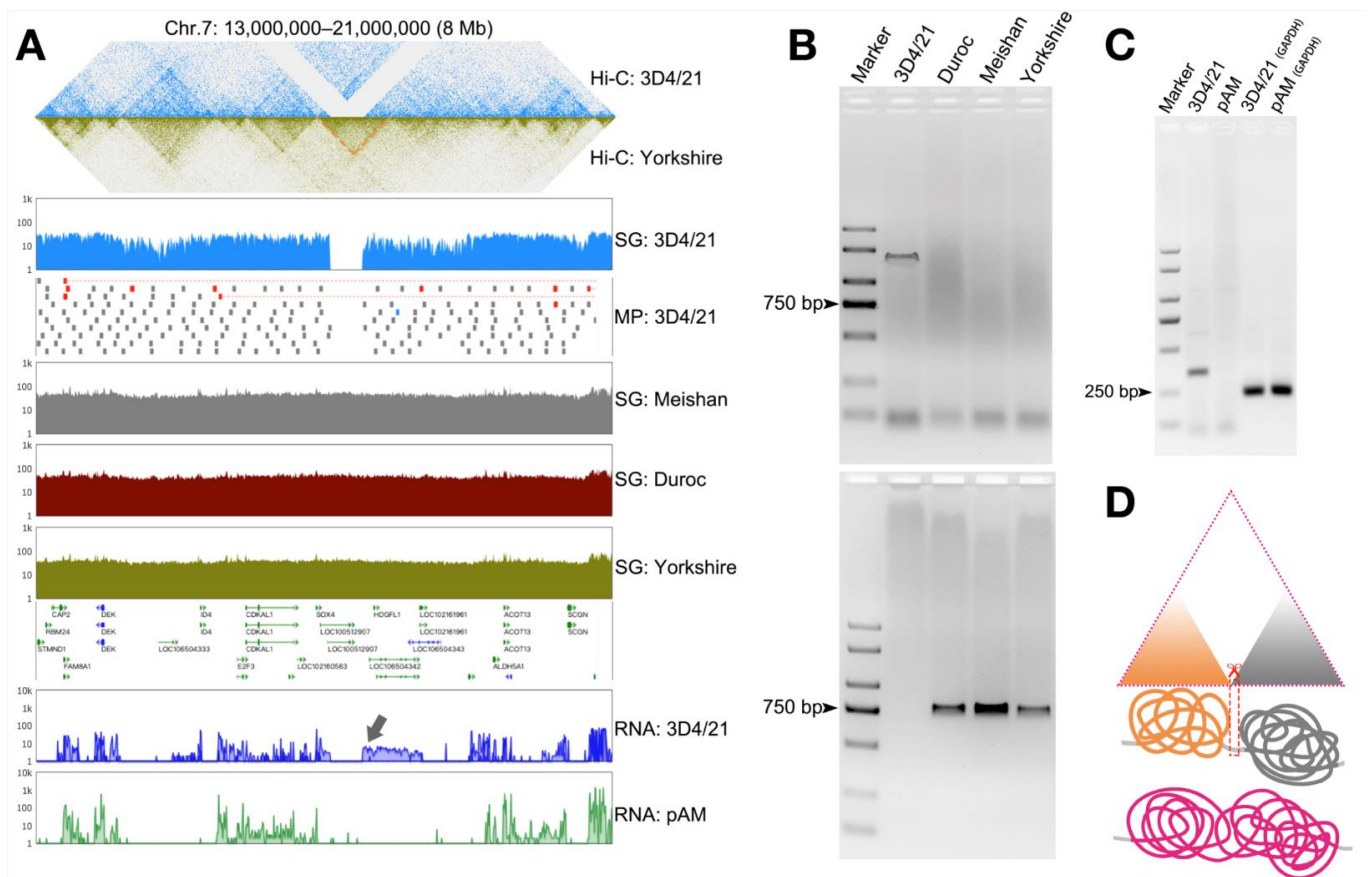 A
Chr.7: 13,000,000–21,000,000 (8 Mb)
Hi-C: 3D4/21
Hi-C: Yorkshire
1k
100
10
1
SG: 3D4/21
MP: 3D4/21
1k
100
10
1
SG: Meishan
1k
100
10
1
SG: Duroc
1k
100
10
1
SG: Yorkshire
CAP2 DEK ID4 CDKAL1 SOX4 HDGFL1 LOC102161961 ACOT13 SCGN
RBM24 DEK ID4 CDKAL1 LOC100512907 LOC102161961 ACOT13 SCGN
STMND1 DEK LOC106504333 CDKAL1 LOC100512907 LOC106504343 ACOT13
FAM8A1 E2F3 LOC102160563 LOC106504342 ALDH5A1
10k
1k
100
10
1
RNA: 3D4/21
10k
1k
100
10
1
RNA: pAM
B
Marker
3D4/21
Duroc
Meishan
Yorkshire
750 bp
750 bp
C
Marker
3D4/21
pAM
3D4/21 (GAPDH)
pAM (GAPDH)
250 bp
D